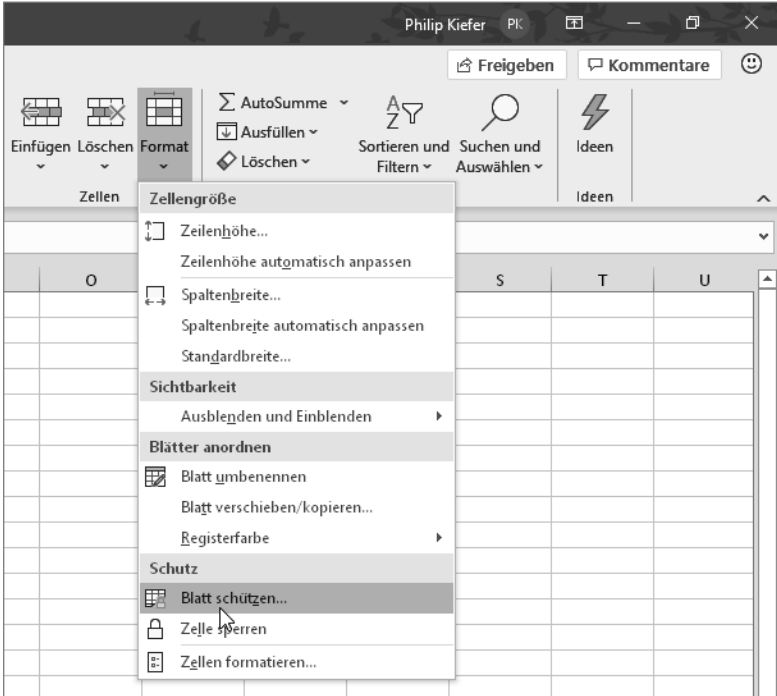 Philip Kiefer PK
Freigeben Kommentare
Einfügen Löschen Format
AutoSumme
Ausfüllen
Löschen
Sortieren und Filtern
Suchen und Auswählen
Ideen
Zellen
Ideen
Zellengröße
Zeilenhöhe...
Zeilenhöhe automatisch anpassen
Spaltenbreite...
Spaltenbreite automatisch anpassen
Standardbreite...
Sichtbarkeit
Ausblenden und Einblenden
Blätter anordnen
Blatt umbenennen
Blatt verschieben/kopieren...
Registerfarbe
Schutz
Blatt schützen...
Zelle sperren
Zellen formatieren...
O S T U